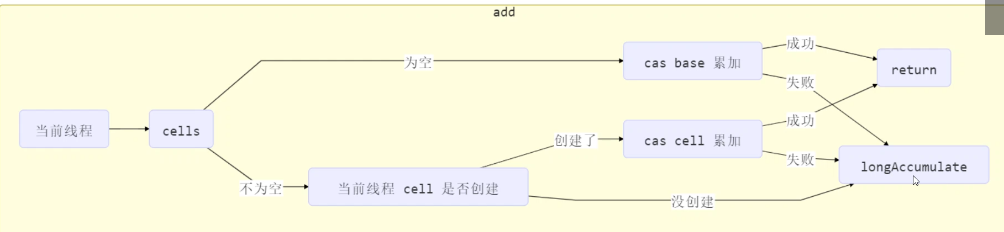 add
当前线程
cells
为空
cas base 累加
成功
return
失败
不为空
当前线程 cell 是否创建
创建了
cas cell 累加
成功
失败
没创建
longAccumulate